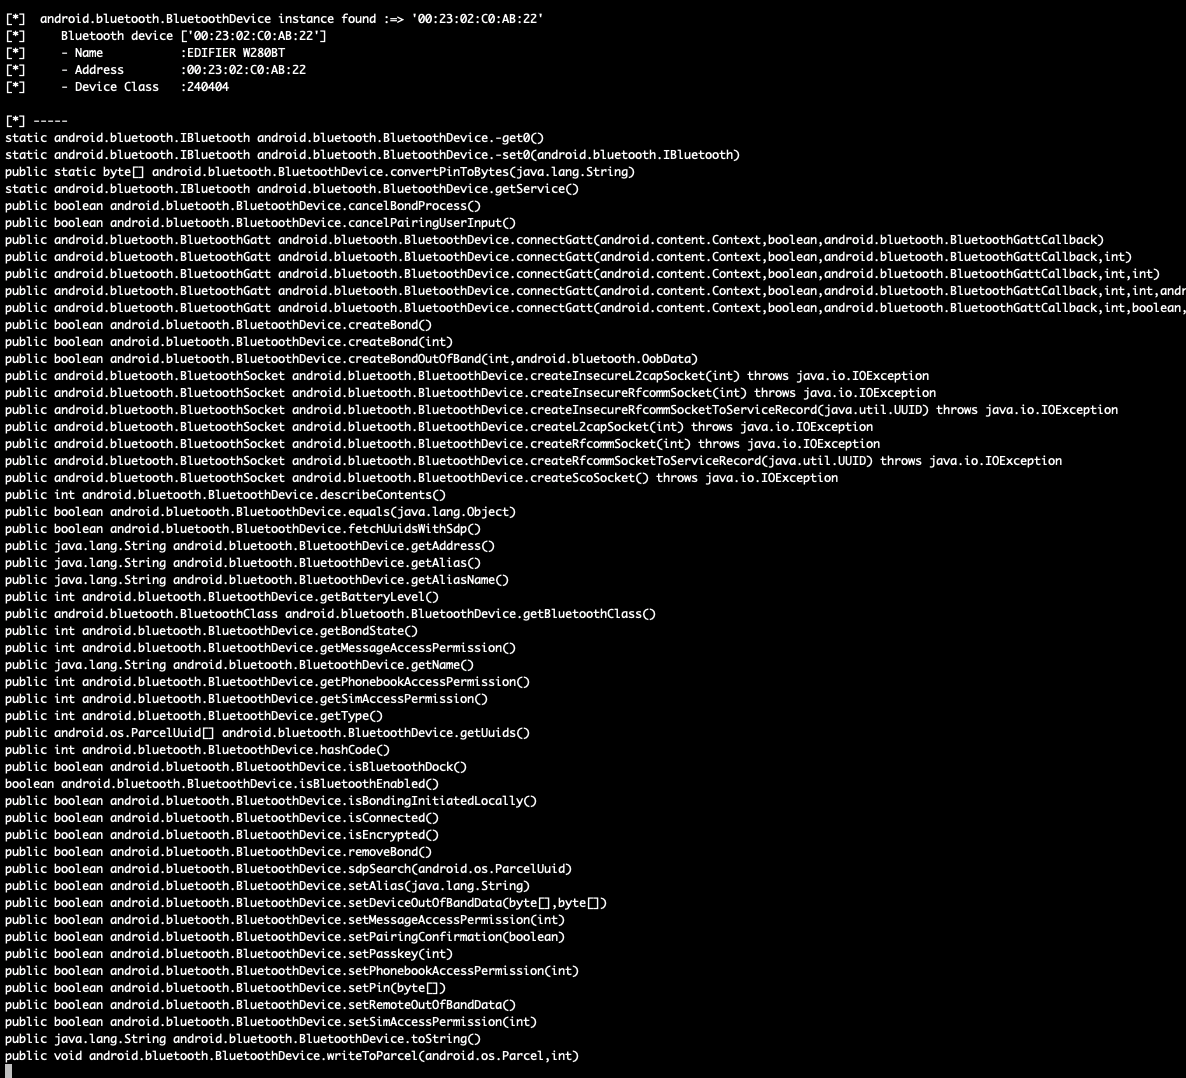 [*]  android.bluetooth.BluetoothDevice instance found :=> '00:23:02:C0:AB:22'
[*]     Bluetooth device ['00:23:02:C0:AB:22']
[*]     - Name           :EDIFIER W280BT
[*]     - Address        :00:23:02:C0:AB:22
[*]     - Device Class   :240404
[*] -----
static android.bluetooth.IBluetooth android.bluetooth.BluetoothDevice.-get0()
static android.bluetooth.IBluetooth android.bluetooth.BluetoothDevice.-set0(android.bluetooth.IBluetooth)
public static byte[] android.bluetooth.BluetoothDevice.convertPinToBytes(java.lang.String)
static android.bluetooth.IBluetooth android.bluetooth.BluetoothDevice.getService()
public boolean android.bluetooth.BluetoothDevice.cancelBondProcess()
public boolean android.bluetooth.BluetoothDevice.cancelPairingUserInput()
public android.bluetooth.BluetoothGatt android.bluetooth.BluetoothDevice.connectGatt(android.content.Context,boolean,android.bluetooth.BluetoothGattCallback)
public android.bluetooth.BluetoothGatt android.bluetooth.BluetoothDevice.connectGatt(android.content.Context,boolean,android.bluetooth.BluetoothGattCallback,int)
public android.bluetooth.BluetoothGatt android.bluetooth.BluetoothDevice.connectGatt(android.content.Context,boolean,android.bluetooth.BluetoothGattCallback,int,int)
public android.bluetooth.BluetoothGatt android.bluetooth.BluetoothDevice.connectGatt(android.content.Context,boolean,android.bluetooth.BluetoothGattCallback,int,int,andr
public android.bluetooth.BluetoothGatt android.bluetooth.BluetoothDevice.connectGatt(android.content.Context,boolean,android.bluetooth.BluetoothGattCallback,int,boolean,
public boolean android.bluetooth.BluetoothDevice.createBond()
public boolean android.bluetooth.BluetoothDevice.createBond(int)
public boolean android.bluetooth.BluetoothDevice.createBondOutOfBand(int,android.bluetooth.OobData)
public android.bluetooth.BluetoothSocket android.bluetooth.BluetoothDevice.createInsecureL2capSocket(int) throws java.io.IOException
public android.bluetooth.BluetoothSocket android.bluetooth.BluetoothDevice.createInsecureRfcommSocket(int) throws java.io.IOException
public android.bluetooth.BluetoothSocket android.bluetooth.BluetoothDevice.createInsecureRfcommSocketToServiceRecord(java.util.UUID) throws java.io.IOException
public android.bluetooth.BluetoothSocket android.bluetooth.BluetoothDevice.createL2capSocket(int) throws java.io.IOException
public android.bluetooth.BluetoothSocket android.bluetooth.BluetoothDevice.createRfcommSocket(int) throws java.io.IOException
public android.bluetooth.BluetoothSocket android.bluetooth.BluetoothDevice.createRfcommSocketToServiceRecord(java.util.UUID) throws java.io.IOException
public android.bluetooth.BluetoothSocket android.bluetooth.BluetoothDevice.createScoSocket() throws java.io.IOException
public int android.bluetooth.BluetoothDevice.describeContents()
public boolean android.bluetooth.BluetoothDevice.equals(java.lang.Object)
public boolean android.bluetooth.BluetoothDevice.fetchUuidsWithSdp()
public java.lang.String android.bluetooth.BluetoothDevice.getAddress()
public java.lang.String android.bluetooth.BluetoothDevice.getAlias()
public java.lang.String android.bluetooth.BluetoothDevice.getAliasName()
public int android.bluetooth.BluetoothDevice.getBatteryLevel()
public android.bluetooth.BluetoothClass android.bluetooth.BluetoothDevice.getBluetoothClass()
public int android.bluetooth.BluetoothDevice.getBondState()
public int android.bluetooth.BluetoothDevice.getMessageAccessPermission()
public java.lang.String android.bluetooth.BluetoothDevice.getName()
public int android.bluetooth.BluetoothDevice.getPhonebookAccessPermission()
public int android.bluetooth.BluetoothDevice.getSimAccessPermission()
public int android.bluetooth.BluetoothDevice.getType()
public android.os.ParcelUuid[] android.bluetooth.BluetoothDevice.getUuids()
public int android.bluetooth.BluetoothDevice.hashCode()
public boolean android.bluetooth.BluetoothDevice.isBluetoothDock()
boolean android.bluetooth.BluetoothDevice.isBluetoothEnabled()
public boolean android.bluetooth.BluetoothDevice.isBondingInitiatedLocally()
public boolean android.bluetooth.BluetoothDevice.isConnected()
public boolean android.bluetooth.BluetoothDevice.isEncrypted()
public boolean android.bluetooth.BluetoothDevice.removeBond()
public boolean android.bluetooth.BluetoothDevice.sdpSearch(android.os.ParcelUuid)
public boolean android.bluetooth.BluetoothDevice.setAlias(java.lang.String)
public boolean android.bluetooth.BluetoothDevice.setDeviceOutOfBandData(byte[],byte[])
public boolean android.bluetooth.BluetoothDevice.setMessageAccessPermission(int)
public boolean android.bluetooth.BluetoothDevice.setPairingConfirmation(boolean)
public boolean android.bluetooth.BluetoothDevice.setPasskey(int)
public boolean android.bluetooth.BluetoothDevice.setPhonebookAccessPermission(int)
public boolean android.bluetooth.BluetoothDevice.setPin(byte[])
public boolean android.bluetooth.BluetoothDevice.setRemoteOutOfBandData()
public boolean android.bluetooth.BluetoothDevice.setSimAccessPermission(int)
public java.lang.String android.bluetooth.BluetoothDevice.toString()
public void android.bluetooth.BluetoothDevice.writeToParcel(android.os.Parcel,int)